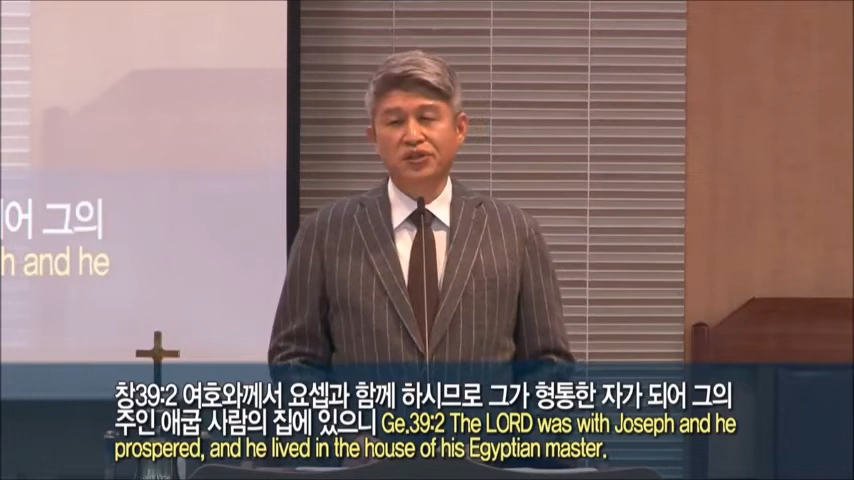 되어 그의
h and he
창39:2 여호와께서 요셉과 함께 하시므로 그가 형통한 자가 되어 그의
주인 애굽 사람의 집에 있으니 Ge.39:2 The LORD was with Joseph and he
prospered, and he lived in the house of his Egyptian master.